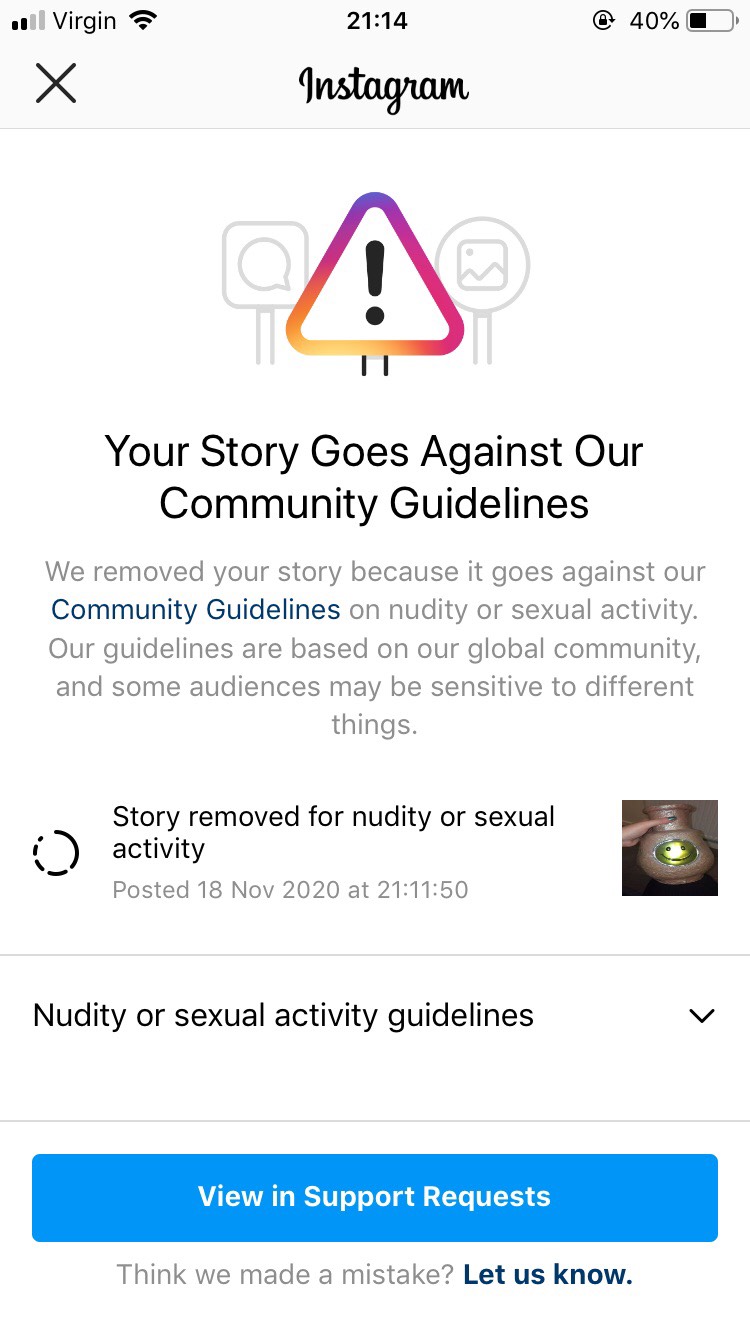 Virgin 21:14 40%
Instagram
Your Story Goes Against Our
Community Guidelines
We removed your story because it goes against our
Community Guidelines on nudity or sexual activity.
Our guidelines are based on our global community,
and some audiences may be sensitive to different
things.
Story removed for nudity or sexual
activity
Posted 18 Nov 2020 at 21:11:50
Nudity or sexual activity guidelines
View in Support Requests
Think we made a mistake? Let us know.